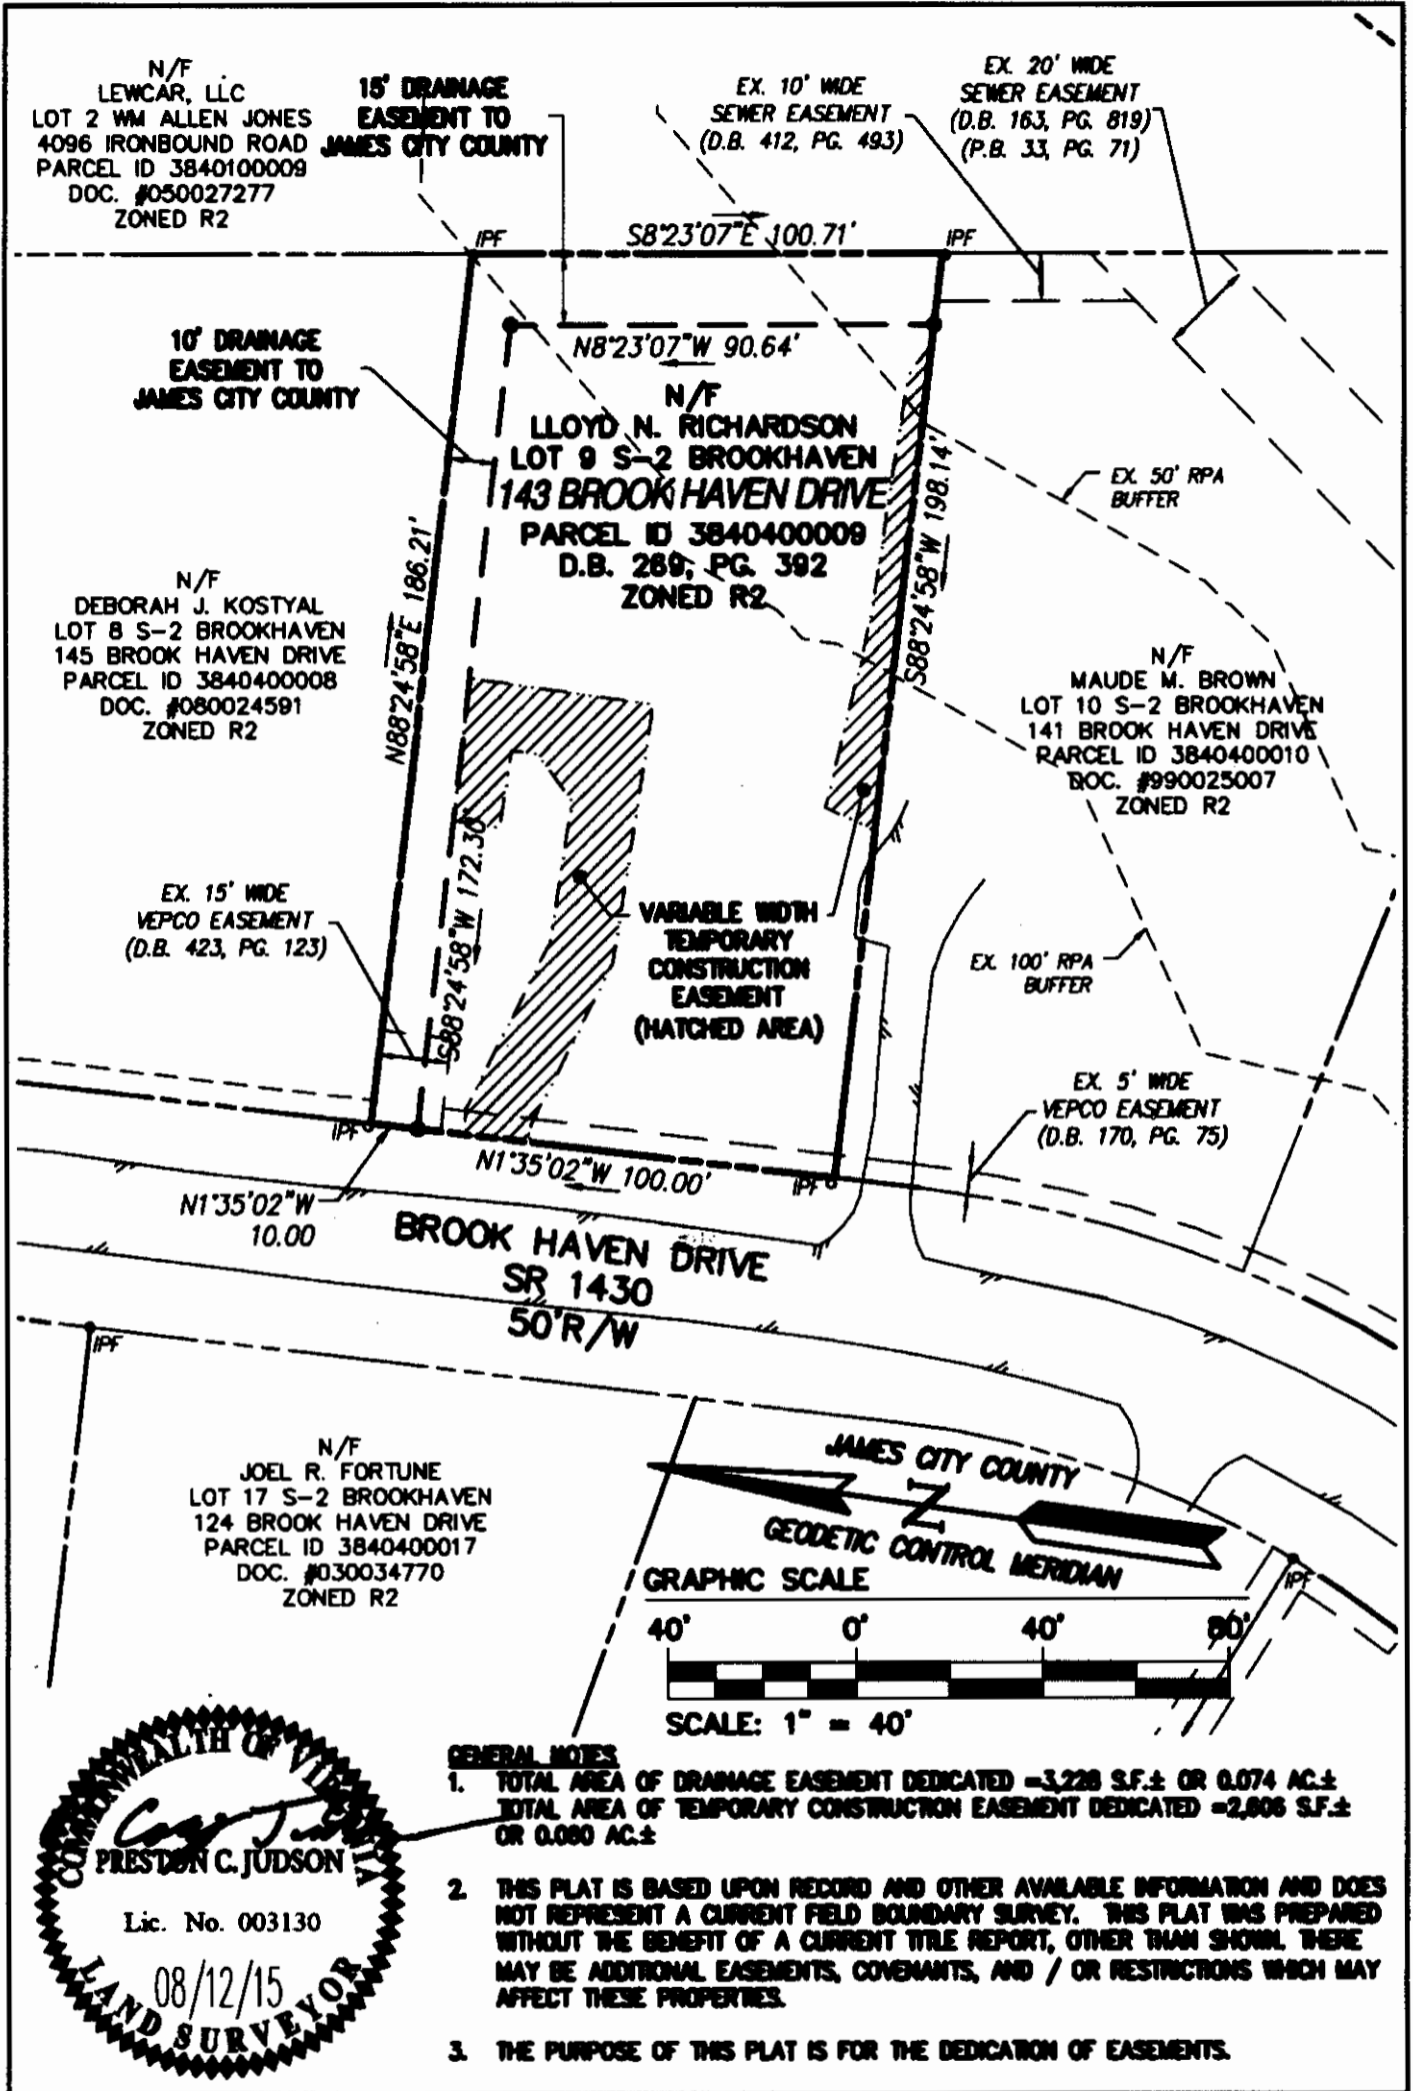 N/F
LEWCAR, LLC
LOT 2 WM ALLEN JONES
4096 IRONBOUND ROAD
PARCEL ID 3840100009
DOC. #050027277
ZONED R2
15' DRAINAGE
EASEMENT TO
JAMES CITY COUNTY
EX. 10' WIDE
SEWER EASEMENT
(D.B. 412, PG. 493)
EX. 20' WIDE
SEWER EASEMENT
(D.B. 163, PG. 819)
(P.B. 33, PG. 71)
IPF
S8°23'07"E 100.71'
IPF
10' DRAINAGE
EASEMENT TO
JAMES CITY COUNTY
N8°23'07"W 90.64'
N/F
LLOYD N. RICHARDSON
LOT 9 S-2 BROOKHAVEN
143 BROOK HAVEN DRIVE
PARCEL ID 3840400009
D.B. 269, PG. 392
ZONED R2
EX. 50' RPA
BUFFER
N88°24'58"E 186.21'
S88°24'58"W 198.14'
N/F
DEBORAH J. KOSTYAL
LOT 8 S-2 BROOKHAVEN
145 BROOK HAVEN DRIVE
PARCEL ID 3840400008
DOC. #080024591
ZONED R2
N/F
MAUDE M. BROWN
LOT 10 S-2 BROOKHAVEN
141 BROOK HAVEN DRIVE
PARCEL ID 3840400010
DOC. #990025007
ZONED R2
S88°24'58"W 172.30'
EX. 15' WIDE
VEPCO EASEMENT
(D.B. 423, PG. 123)
VARIABLE WIDTH
TEMPORARY
CONSTRUCTION
EASEMENT
(HATCHED AREA)
EX. 100' RPA
BUFFER
EX. 5' WIDE
VEPCO EASEMENT
(D.B. 170, PG. 75)
IPF
N1°35'02"W 100.00'
IPF
N1°35'02"W
10.00
BROOK HAVEN DRIVE
SR 1430
50'R/W
IPF
N/F
JOEL R. FORTUNE
LOT 17 S-2 BROOKHAVEN
124 BROOK HAVEN DRIVE
PARCEL ID 3840400017
DOC. #030034770
ZONED R2
JAMES CITY COUNTY
N
GEODETIC CONTROL MERIDIAN
IPF
GRAPHIC SCALE
40' 0' 40' 80'
SCALE: 1" = 40'
COMMONWEALTH OF VIRGINIA
PRESTON C. JUDSON
Lic. No. 003130
08/12/15
LAND SURVEYOR
GENERAL NOTES
1. TOTAL AREA OF DRAINAGE EASEMENT DEDICATED =3,228 S.F.± OR 0.074 AC.±
TOTAL AREA OF TEMPORARY CONSTRUCTION EASEMENT DEDICATED =2,606 S.F.±
OR 0.060 AC.±
2. THIS PLAT IS BASED UPON RECORD AND OTHER AVAILABLE INFORMATION AND DOES
NOT REPRESENT A CURRENT FIELD BOUNDARY SURVEY. THIS PLAT WAS PREPARED
WITHOUT THE BENEFIT OF A CURRENT TITLE REPORT, OTHER THAN SHOWN. THERE
MAY BE ADDITIONAL EASEMENTS, COVENANTS, AND / OR RESTRICTIONS WHICH MAY
AFFECT THESE PROPERTIES.
3. THE PURPOSE OF THIS PLAT IS FOR THE DEDICATION OF EASEMENTS.